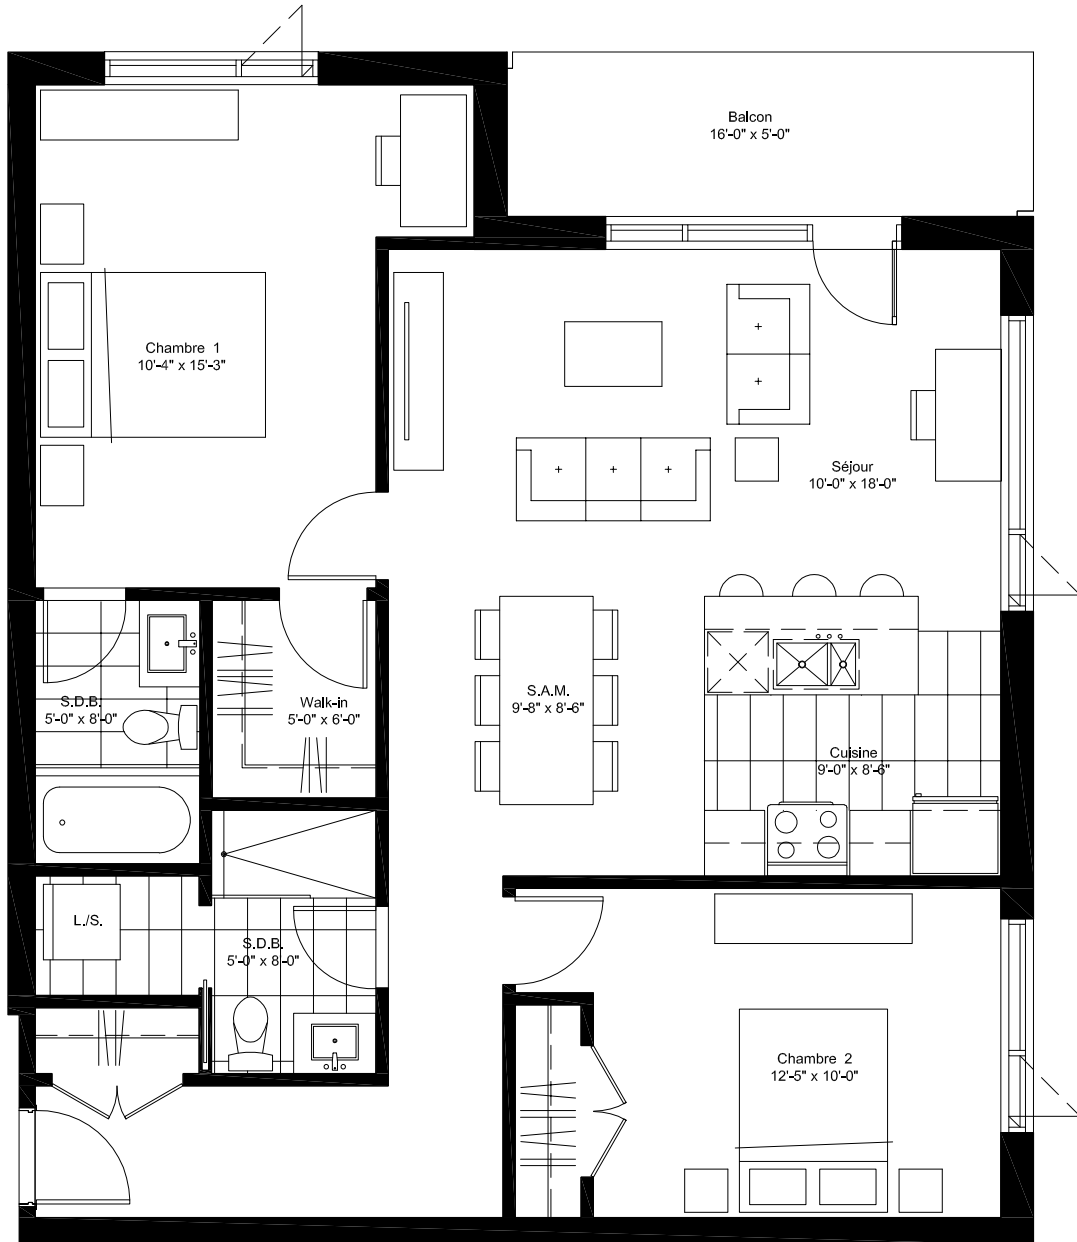 Balcon
16'-0" x 5'-0"
Chambre 1
10'-4" x 15'-3"
Séjour
10'-0" x 18'-0"
S.D.B.
5'-0" x 8'-0"
Walk-in
5'-0" x 6'-0"
S.A.M.
9'-8" x 8'-6"
Cuisine
9'-0" x 8'-6"
L./S.
S.D.B.
5'-0" x 8'-0"
Chambre 2
12'-5" x 10'-0"